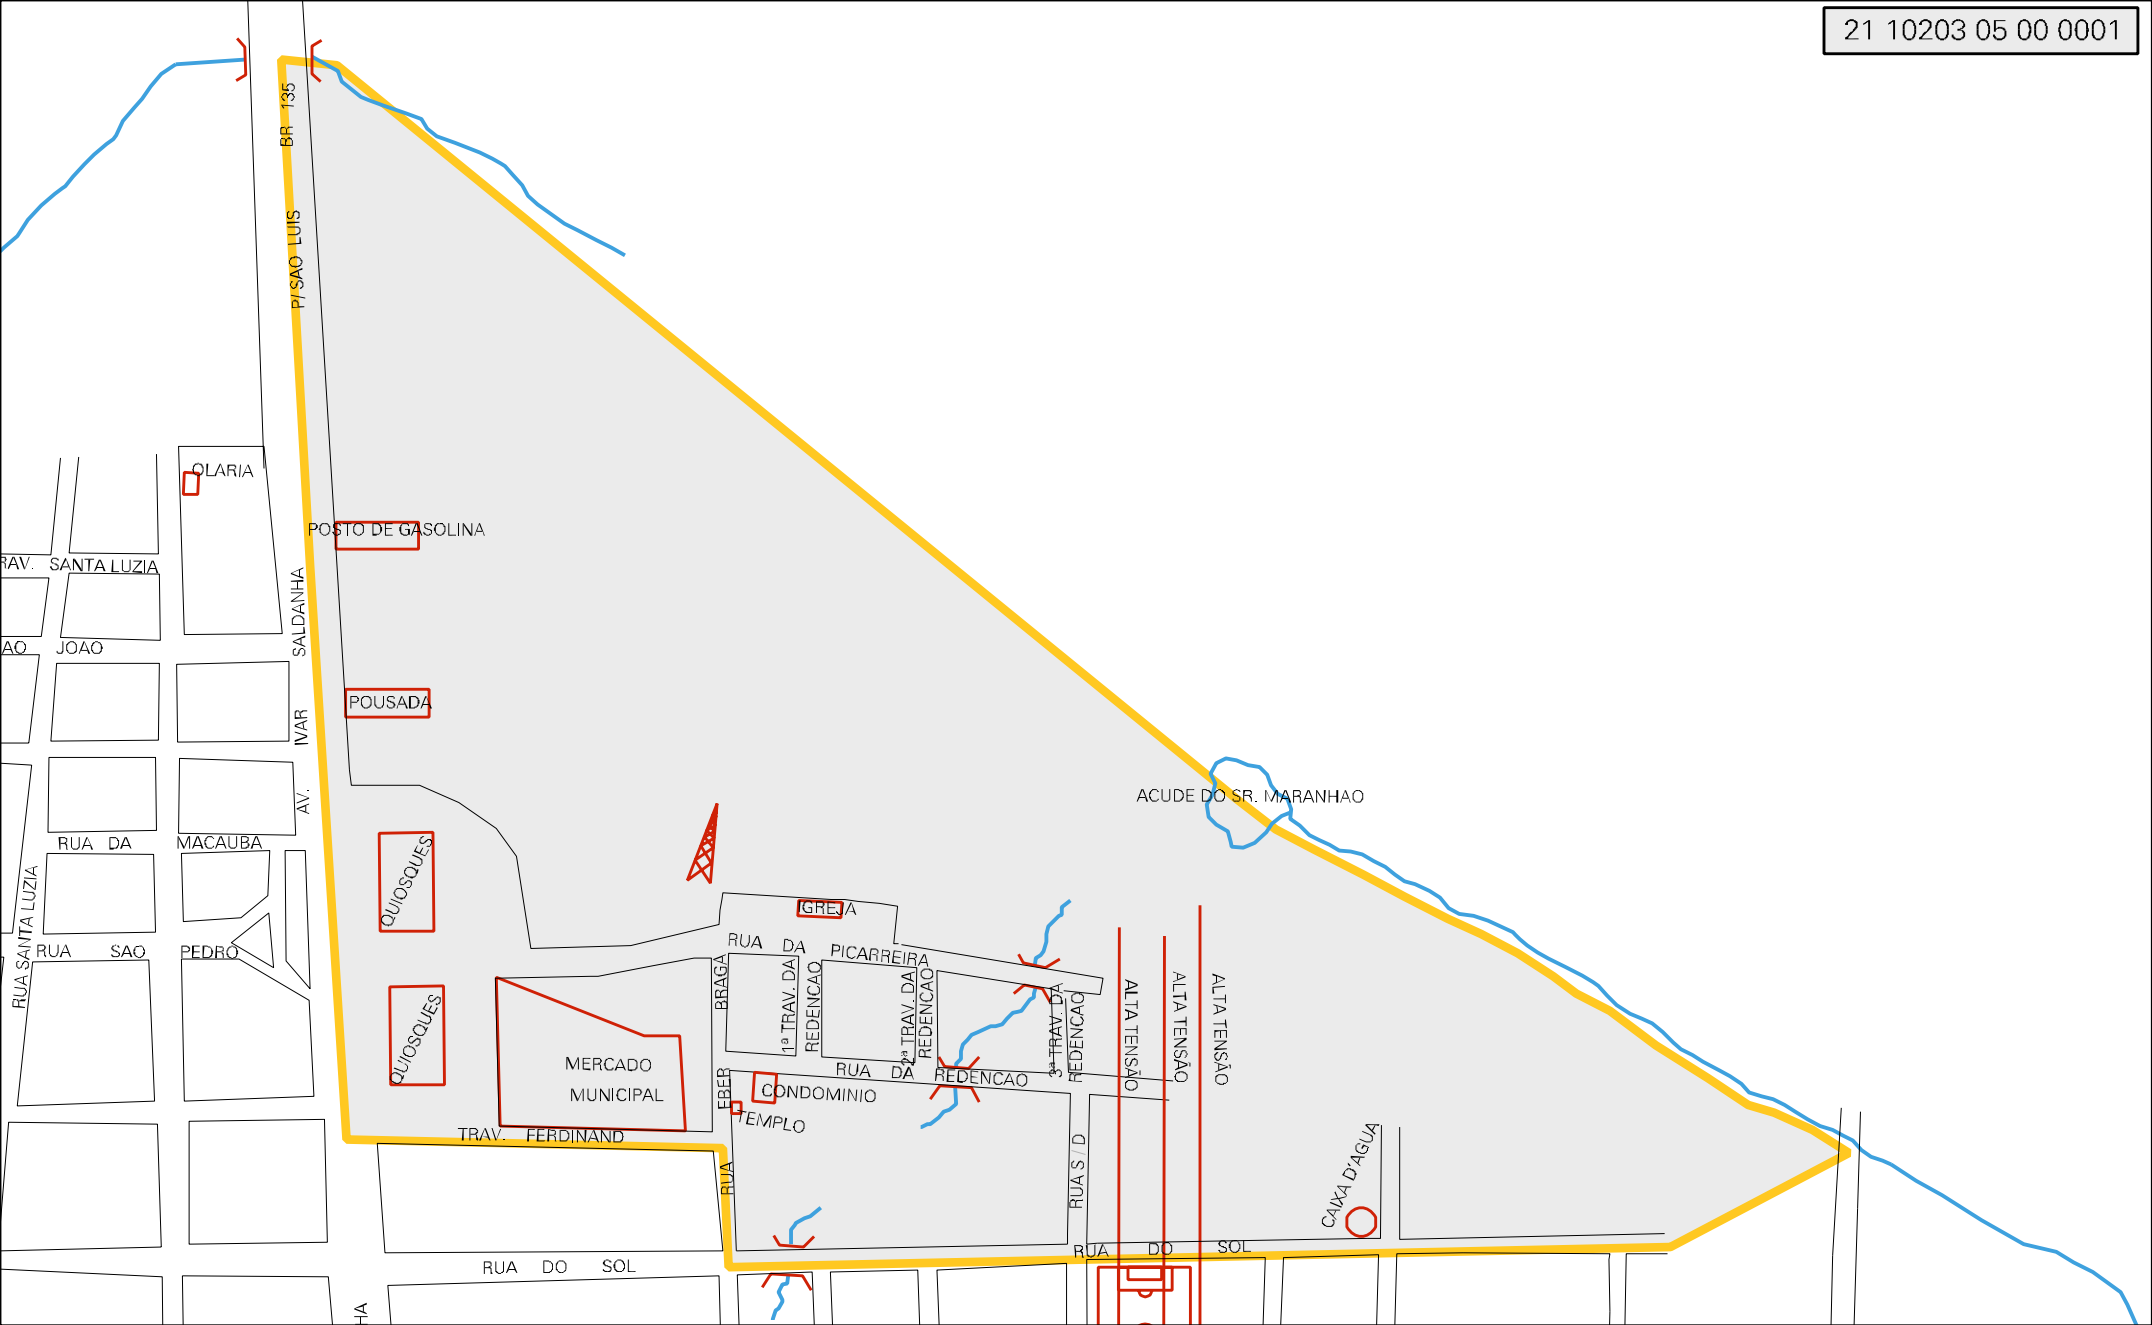 21 10203 05 00 0001
BR 135
P/ SAO LUIS
OLARIA
POSTO DE GASOLINA
RAV. SANTA LUZIA
SALDANHA
AO JOAO
POUSADA
IVAR
AV.
ACUDE DO SR. MARANHAO
RUA DA MACAUBA
QUIOSQUES
RUA SANTA LUZIA
IGREJA
RUA DA PICARREIRA
RUA SAO PEDRO
BRAGA
1ª TRAV. DA
REDENCAO
2ª TRAV. DA
REDENCAO
3ª TRAV. DA
REDENCAO
ALTA TENSÃO
ALTA TENSÃO
ALTA TENSÃO
QUIOSQUES
MERCADO
MUNICIPAL
RUA DA REDENCAO
EBER
CONDOMINIO
TEMPLO
TRAV. FERDINAND
RUA
RUA S / D
CAIXA D'AGUA
RUA DO SOL
RUA DO SOL
HA